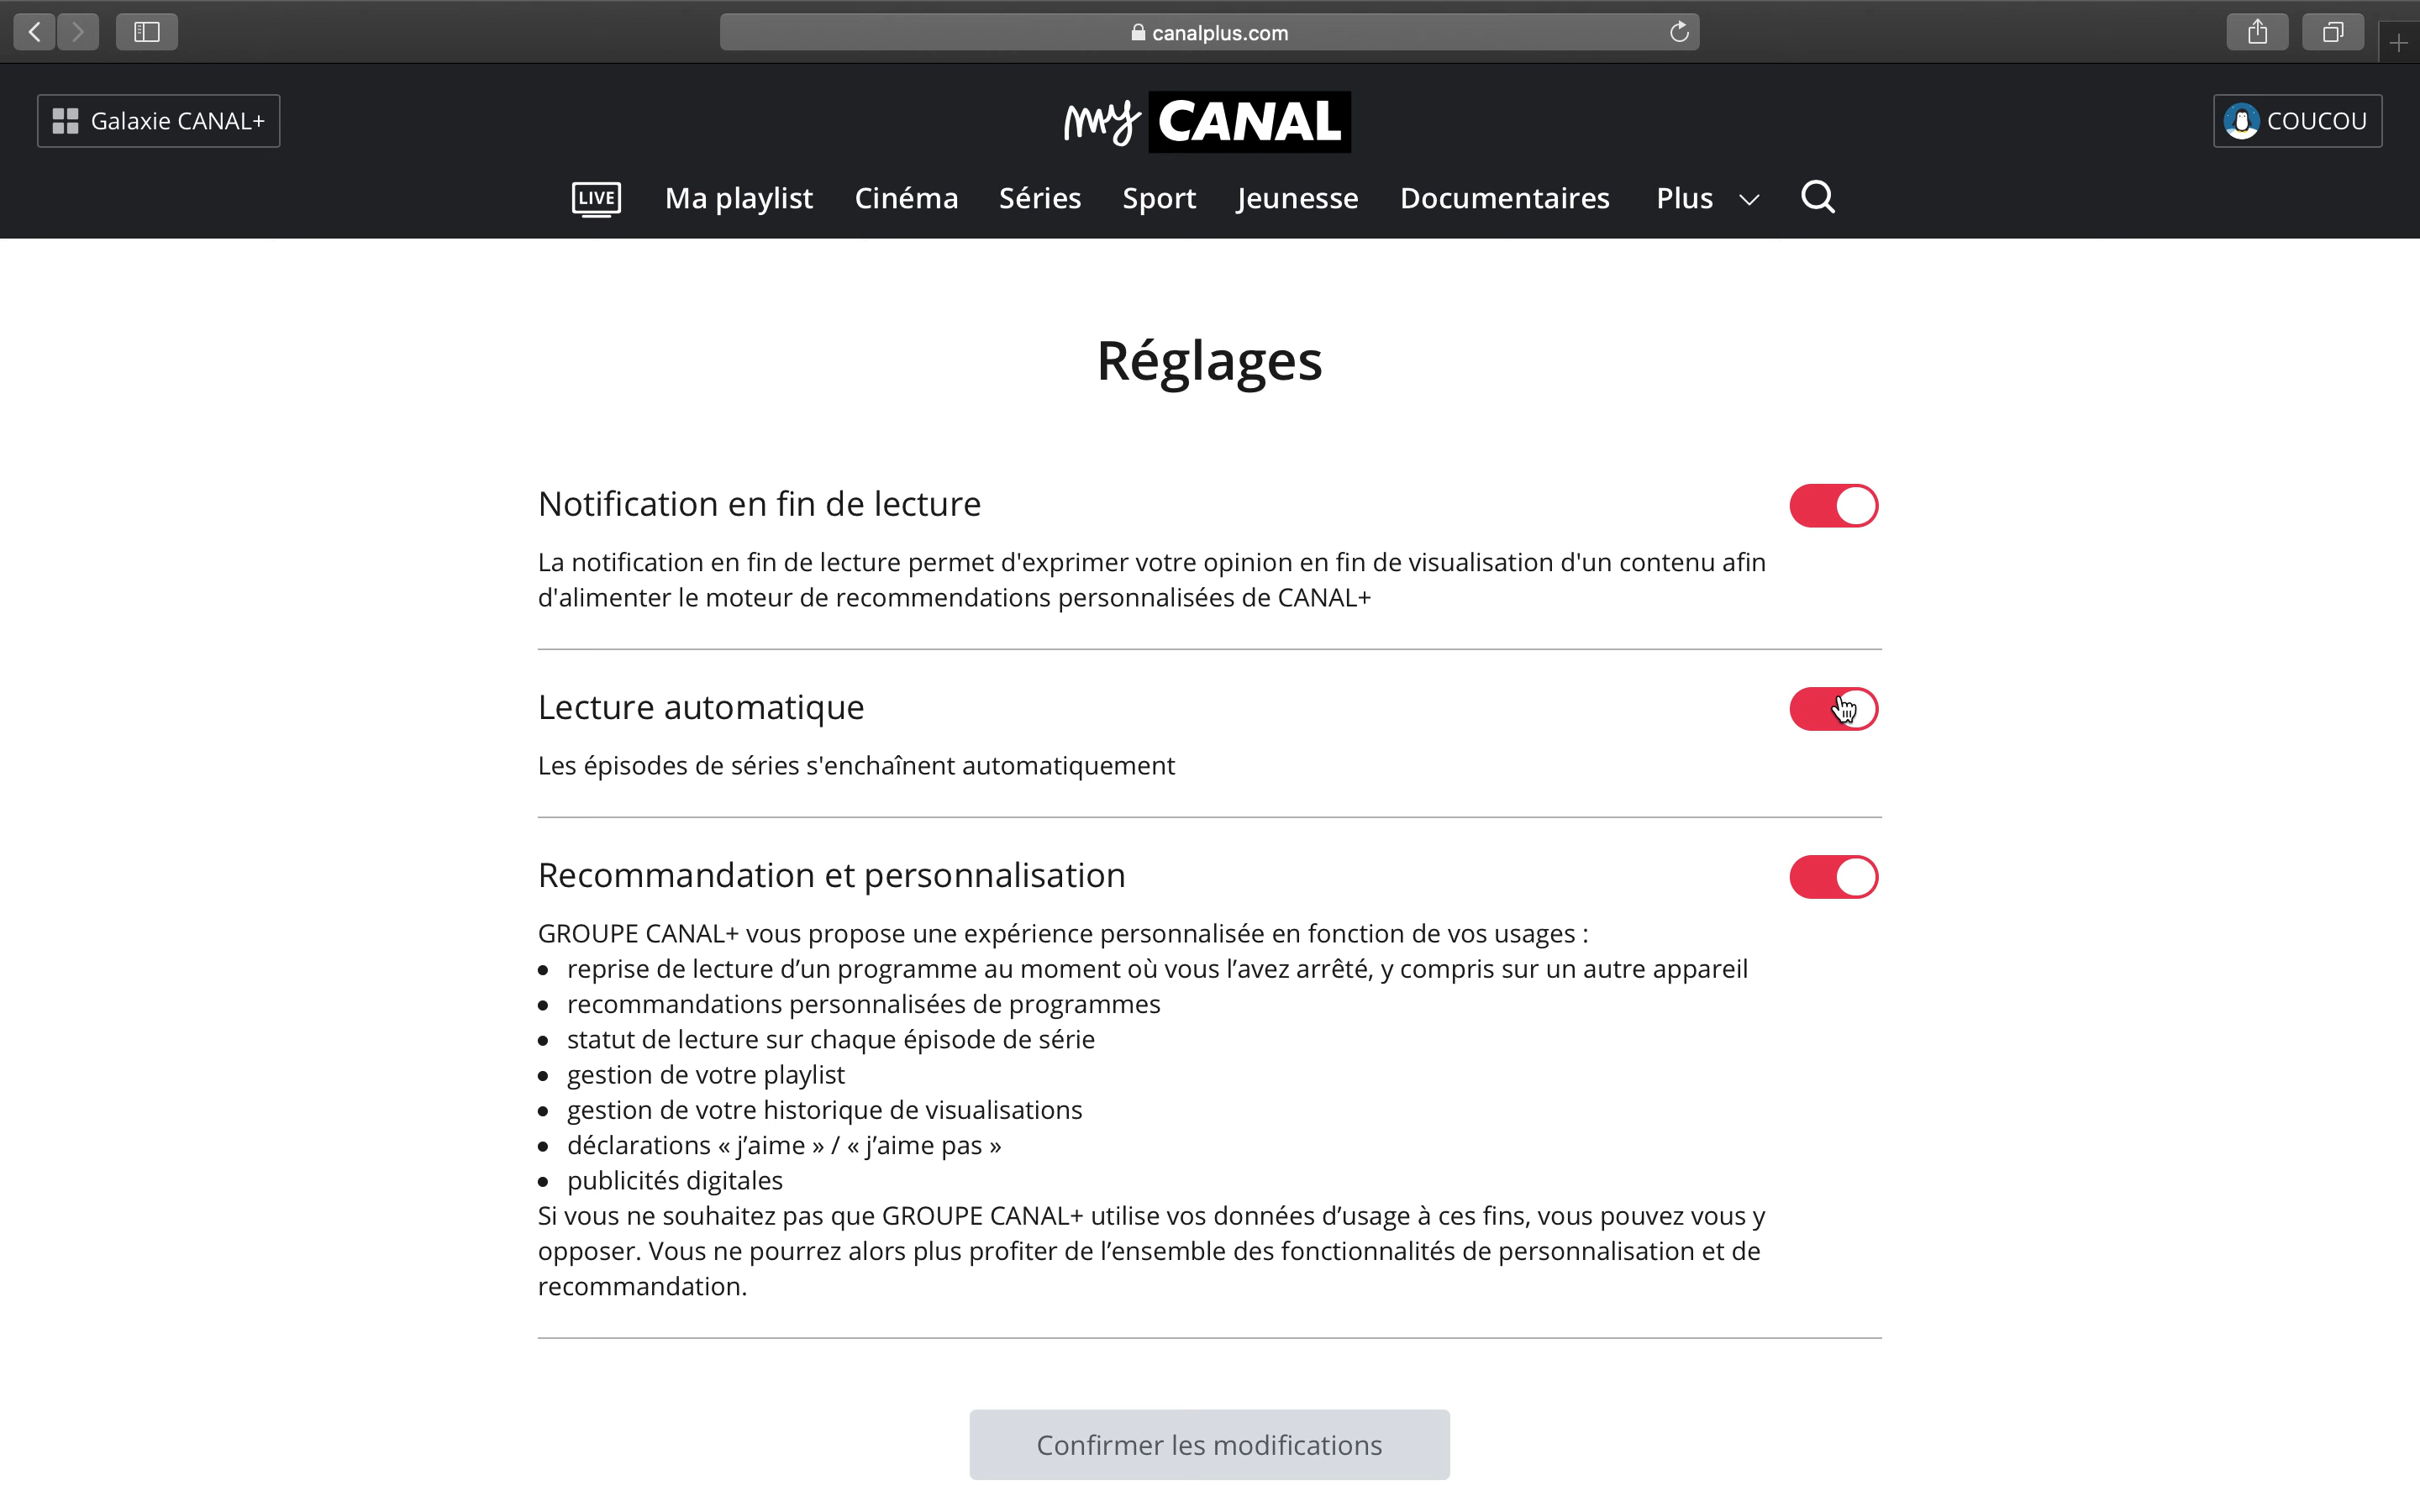 canalplus.com
Galaxie CANAL+
my CANAL
COUCOU
LIVE Ma playlist Cinéma Séries Sport Jeunesse Documentaires Plus
Réglages
Notification en fin de lecture
La notification en fin de lecture permet d'exprimer votre opinion en fin de visualisation d'un contenu afin
d'alimenter le moteur de recommendations personnalisées de CANAL+
Lecture automatique
Les épisodes de séries s'enchaînent automatiquement
Recommandation et personnalisation
GROUPE CANAL+ vous propose une expérience personnalisée en fonction de vos usages :
• reprise de lecture d’un programme au moment où vous l’avez arrêté, y compris sur un autre appareil
• recommandations personnalisées de programmes
• statut de lecture sur chaque épisode de série
• gestion de votre playlist
• gestion de votre historique de visualisations
• déclarations « j’aime » / « j’aime pas »
• publicités digitales
Si vous ne souhaitez pas que GROUPE CANAL+ utilise vos données d’usage à ces fins, vous pouvez vous y
opposer. Vous ne pourrez alors plus profiter de l’ensemble des fonctionnalités de personnalisation et de
recommandation.
Confirmer les modifications